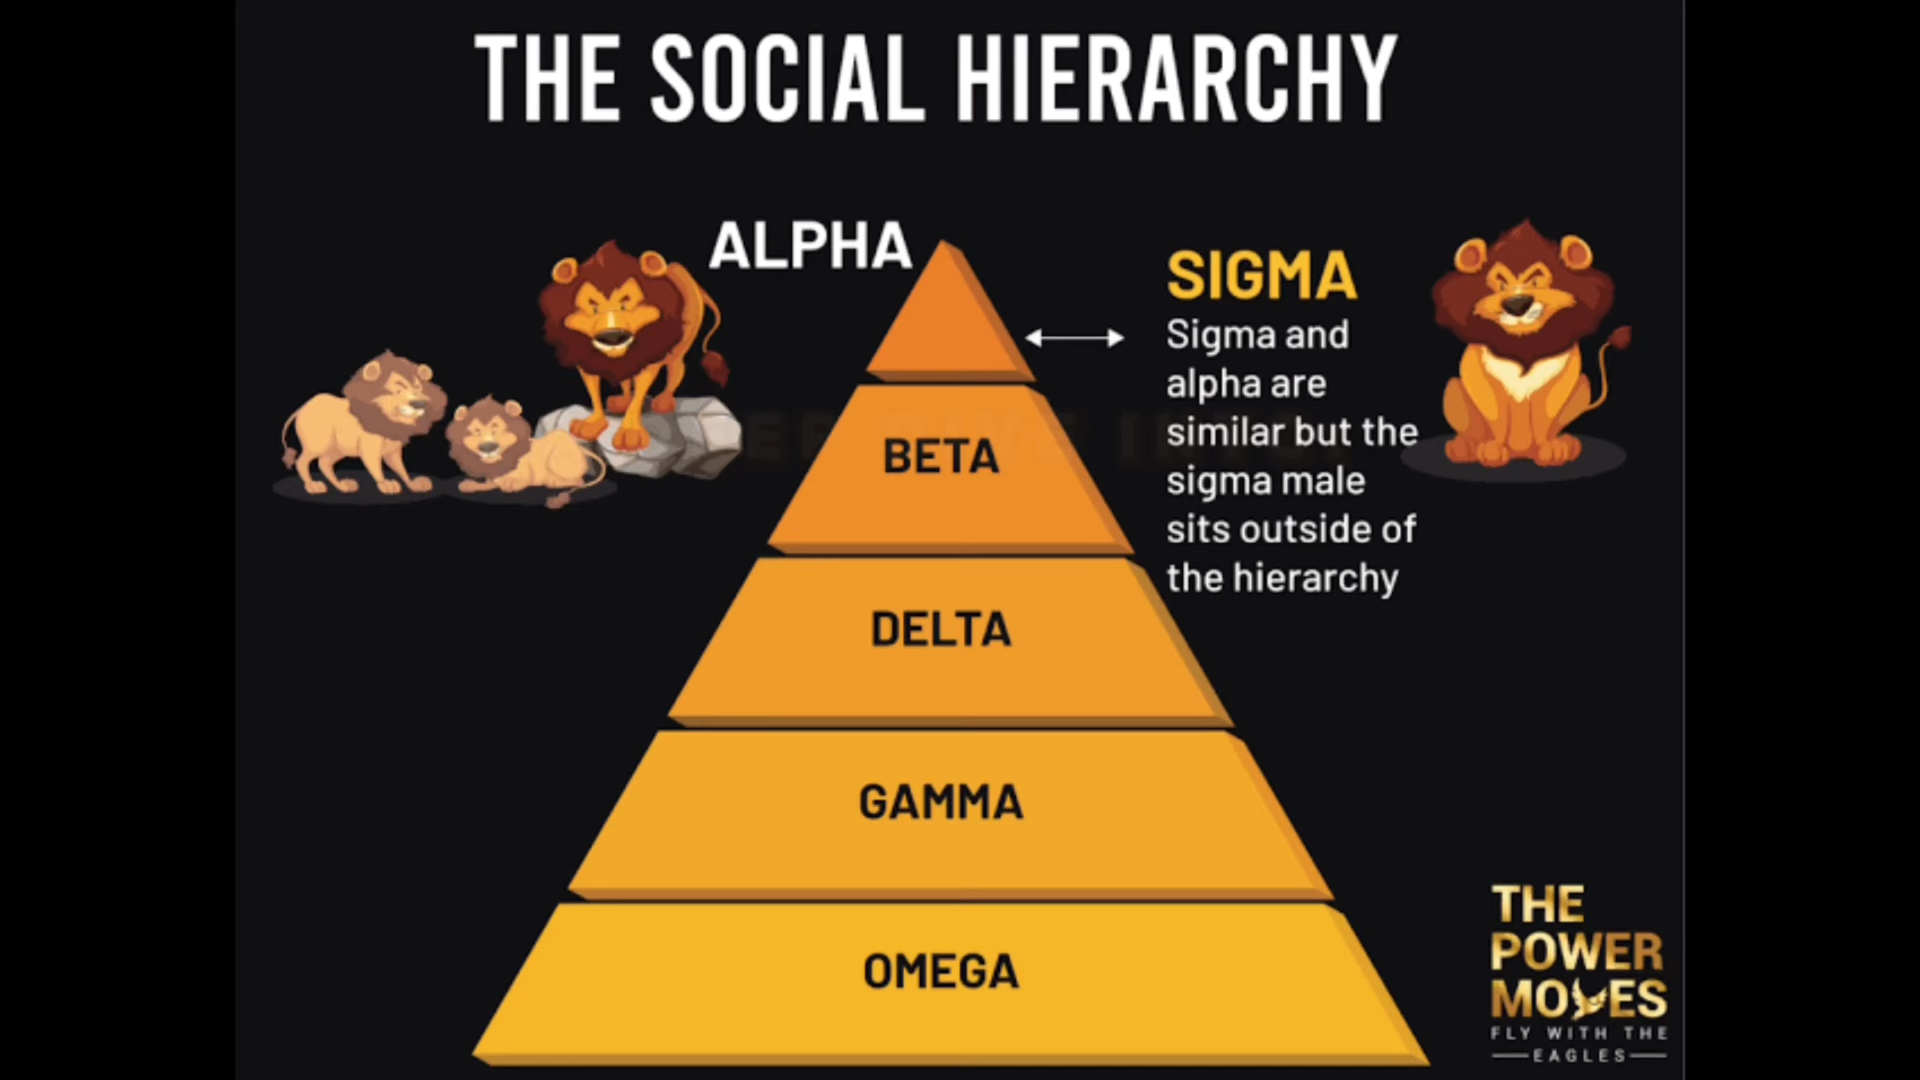 THE SOCIAL HIERARCHY
ALPHA
SIGMA
Sigma and
alpha are
similar but the
sigma male
sits outside of
the hierarchy
BETA
DELTA
GAMMA
OMEGA
THE
POWER
MOVES
FLY WITH THE
EAGLES